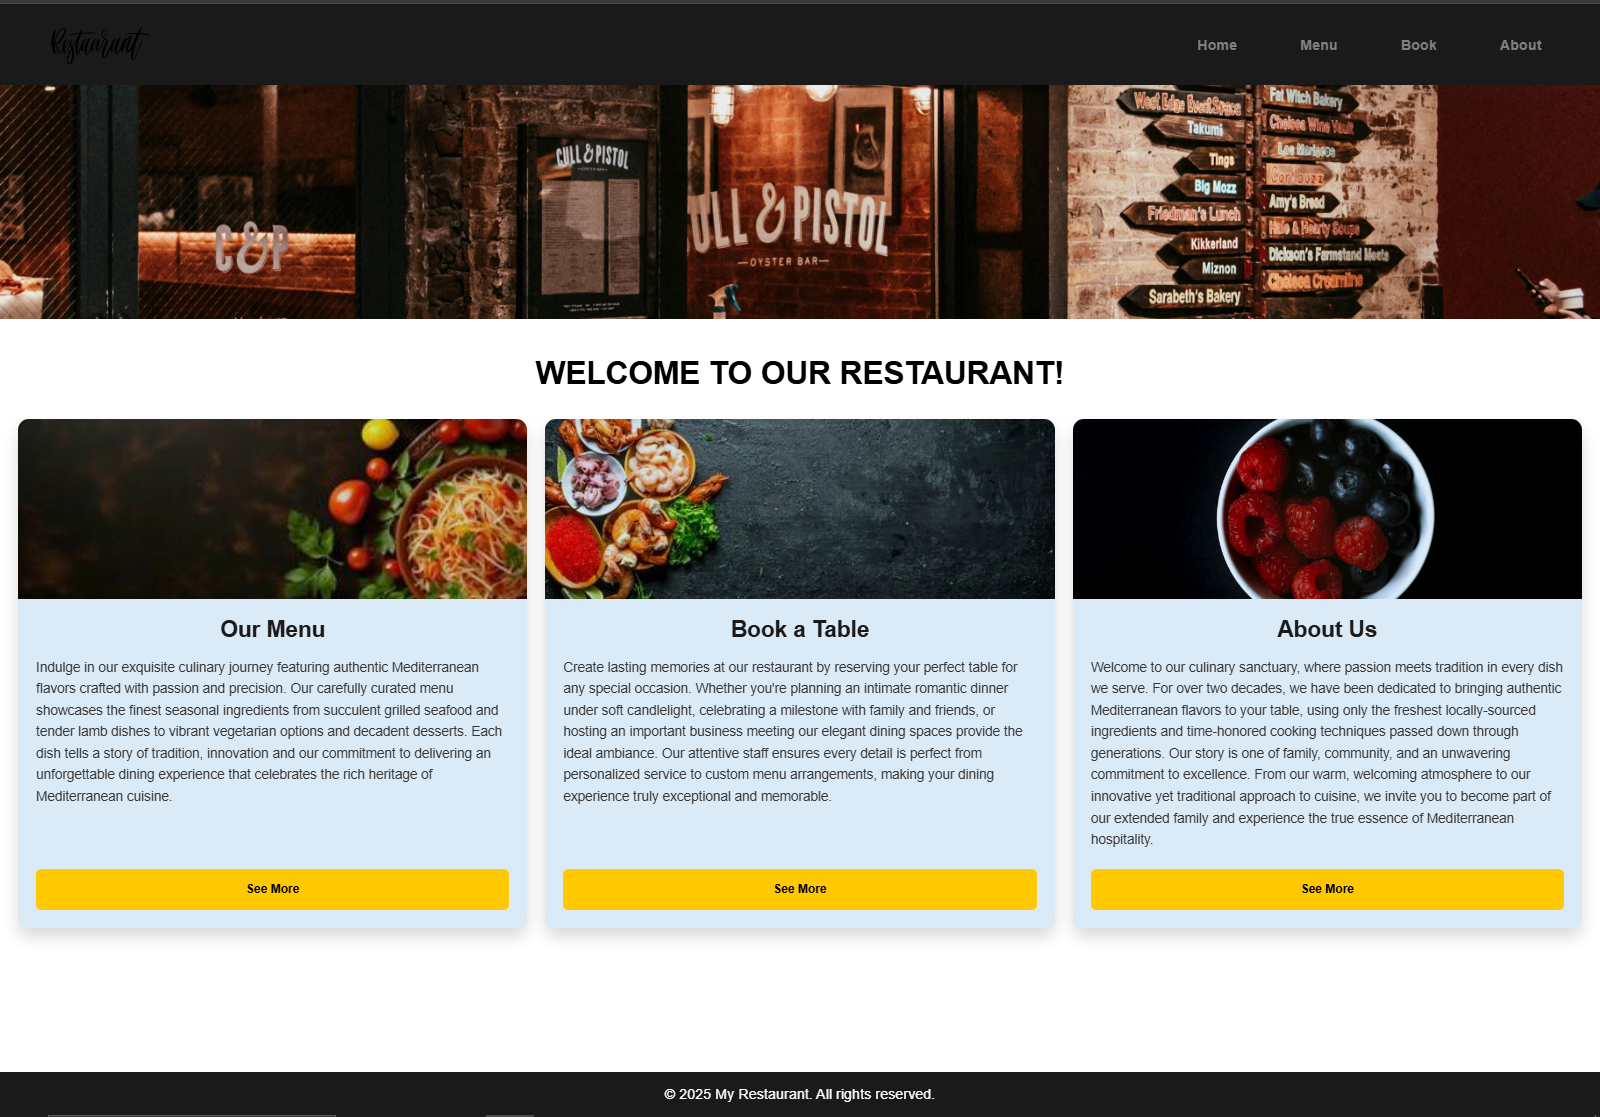 Restaurant
Home Menu Book About
C&P
CULL & PISTOL
OYSTER BAR
CULL & PISTOL
—OYSTER BAR—
West Edge Event Space
Takumi
Tings
Big Mozz
Friedman's Lunch
Kikkerland
Miznon
Sarabeth's Bakery
Fat Witch Bakery
Chelsea Wine Vault
Los Mariscos
Corkbuzz
Amy's Bread
Hale & Hearty Soups
Dickson's Farmstand Meats
Chelsea Creamline
WELCOME TO OUR RESTAURANT!
Our Menu
Indulge in our exquisite culinary journey featuring authentic Mediterranean
flavors crafted with passion and precision. Our carefully curated menu
showcases the finest seasonal ingredients from succulent grilled seafood and
tender lamb dishes to vibrant vegetarian options and decadent desserts. Each
dish tells a story of tradition, innovation and our commitment to delivering an
unforgettable dining experience that celebrates the rich heritage of
Mediterranean cuisine.
See More
Book a Table
Create lasting memories at our restaurant by reserving your perfect table for
any special occasion. Whether you're planning an intimate romantic dinner
under soft candlelight, celebrating a milestone with family and friends, or
hosting an important business meeting our elegant dining spaces provide the
ideal ambiance. Our attentive staff ensures every detail is perfect from
personalized service to custom menu arrangements, making your dining
experience truly exceptional and memorable.
See More
About Us
Welcome to our culinary sanctuary, where passion meets tradition in every dish
we serve. For over two decades, we have been dedicated to bringing authentic
Mediterranean flavors to your table, using only the freshest locally-sourced
ingredients and time-honored cooking techniques passed down through
generations. Our story is one of family, community, and an unwavering
commitment to excellence. From our warm, welcoming atmosphere to our
innovative yet traditional approach to cuisine, we invite you to become part of
our extended family and experience the true essence of Mediterranean
hospitality.
See More
© 2025 My Restaurant. All rights reserved.